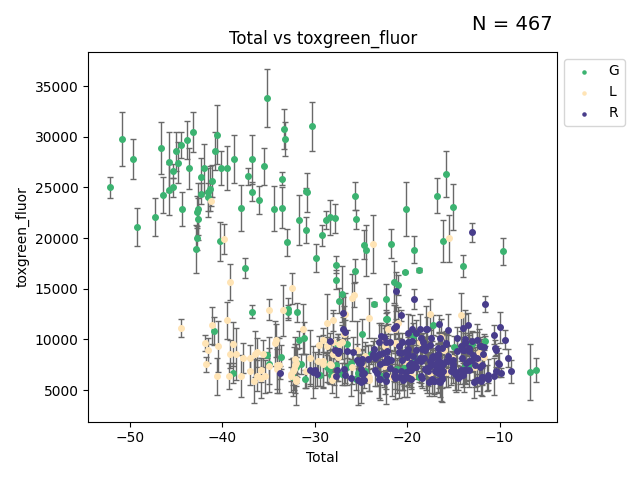 N = 467
Total vs toxgreen_fluor
G
L
R
35000
30000
25000
20000
15000
10000
5000
toxgreen_fluor
−50 −40 −30 −20 −10
Total